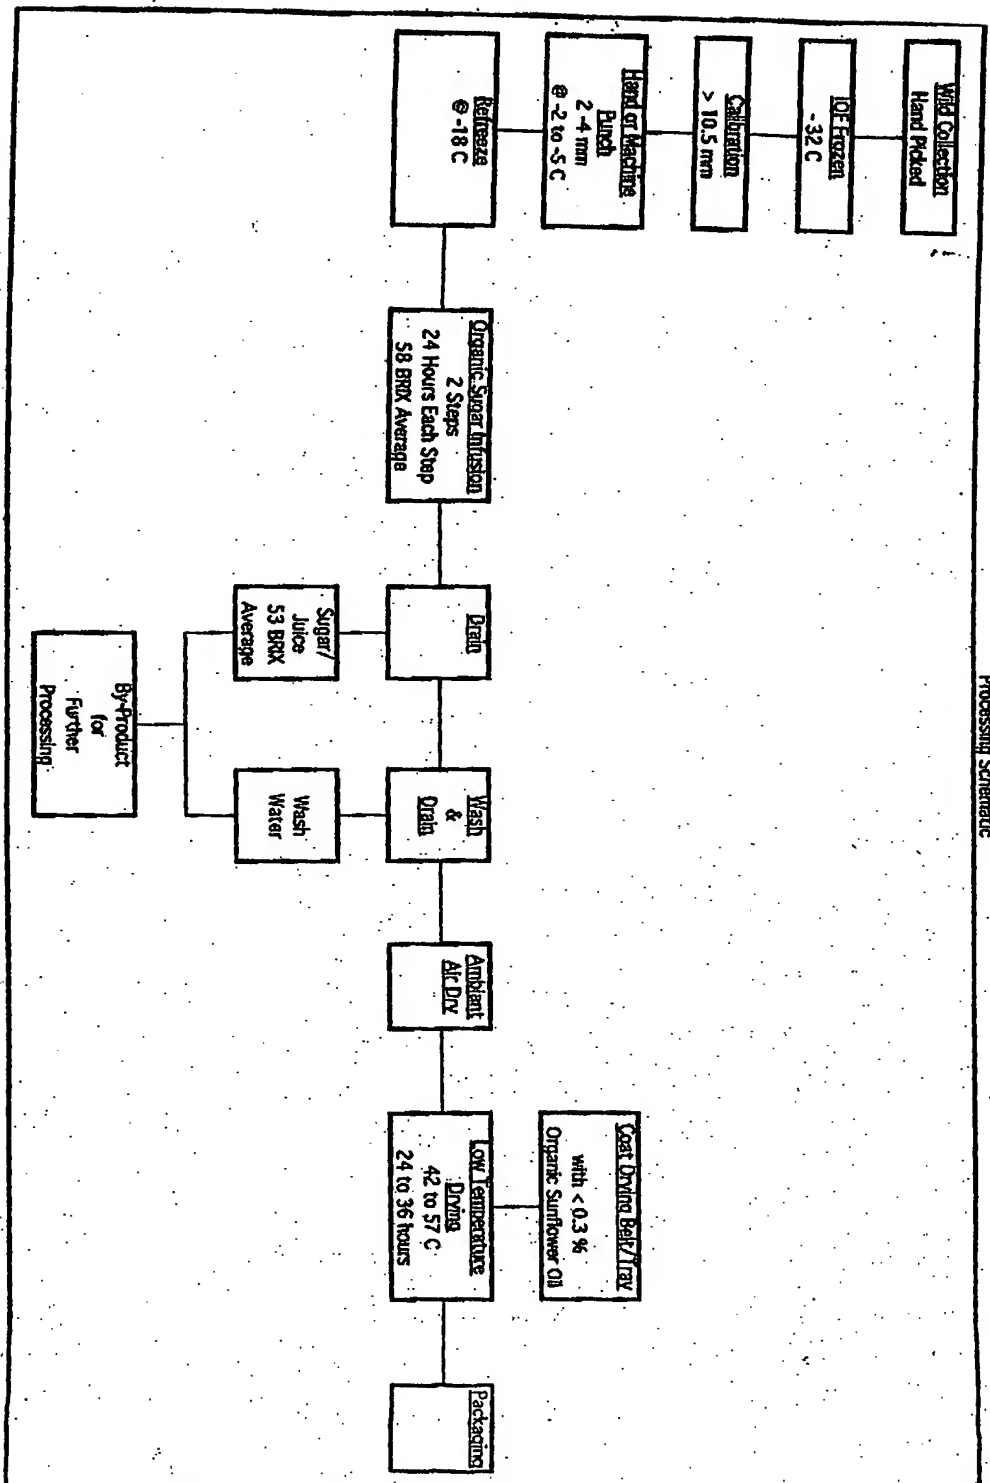 Processing Schematic
Wild Collection
Hand Picked
IQF Frozen
-32 C
Calibration
> 10.5 mm
Hand or Machine
Punch
2 -4 mm
@ -2 to -5 C
Refreeze
@ -18 C
Organic Sugar Infusion
2 Steps
24 Hours Each Step
58 BRIX Average
Drain
Sugar/
Juice
53 BRIX
Average
Wash
&
Drain
Wash
Water
By-Product
for
Further
Processing
Ambiant
Air Dry
Coat Drying Belt/Tray
with < 0.3 %
Organic Sunflower Oil
Low Temperature
Drying
42 to 57 C
24 to 36 hours
Packaging